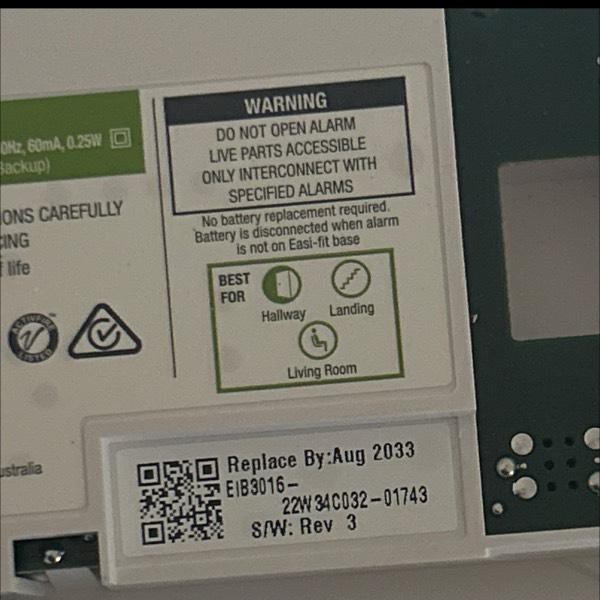 0Hz, 60mA, 0.25W
Backup)
IONS CAREFULLY
CING
f life
ACTIVFIRE
LISTED
ustralia
WARNING
DO NOT OPEN ALARM
LIVE PARTS ACCESSIBLE
ONLY INTERCONNECT WITH
SPECIFIED ALARMS
No battery replacement required.
Battery is disconnected when alarm
is not on Easi-fit base
BEST
FOR
Hallway
Landing
Living Room
Replace By:Aug 2033
EIB3016-
22W34C032-01743
S/W: Rev 3